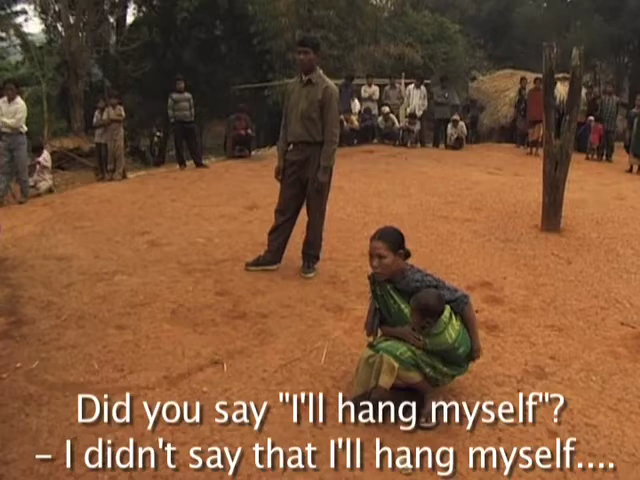 Did you say "I'll hang myself"?
- I didn't say that I'll hang myself....